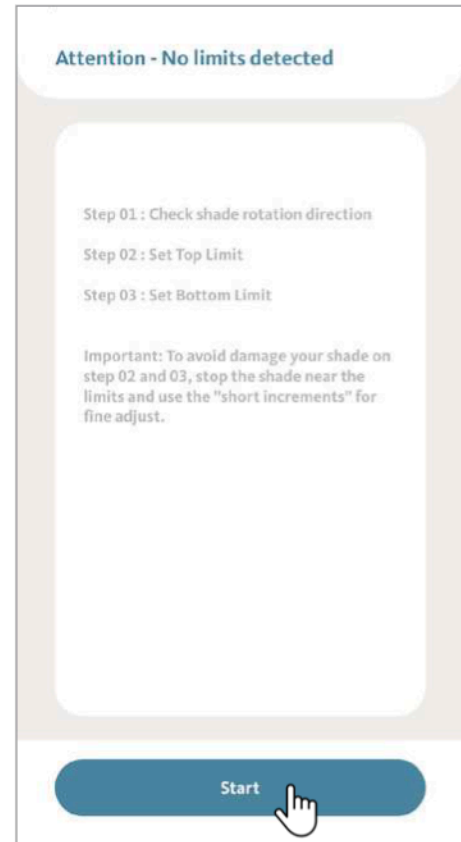 Attention - No limits detected
Step 01 : Check shade rotation direction
Step 02 : Set Top Limit
Step 03 : Set Bottom Limit
Important: To avoid damage your shade on
step 02 and 03, stop the shade near the
limits and use the "short increments" for
fine adjust.
Start